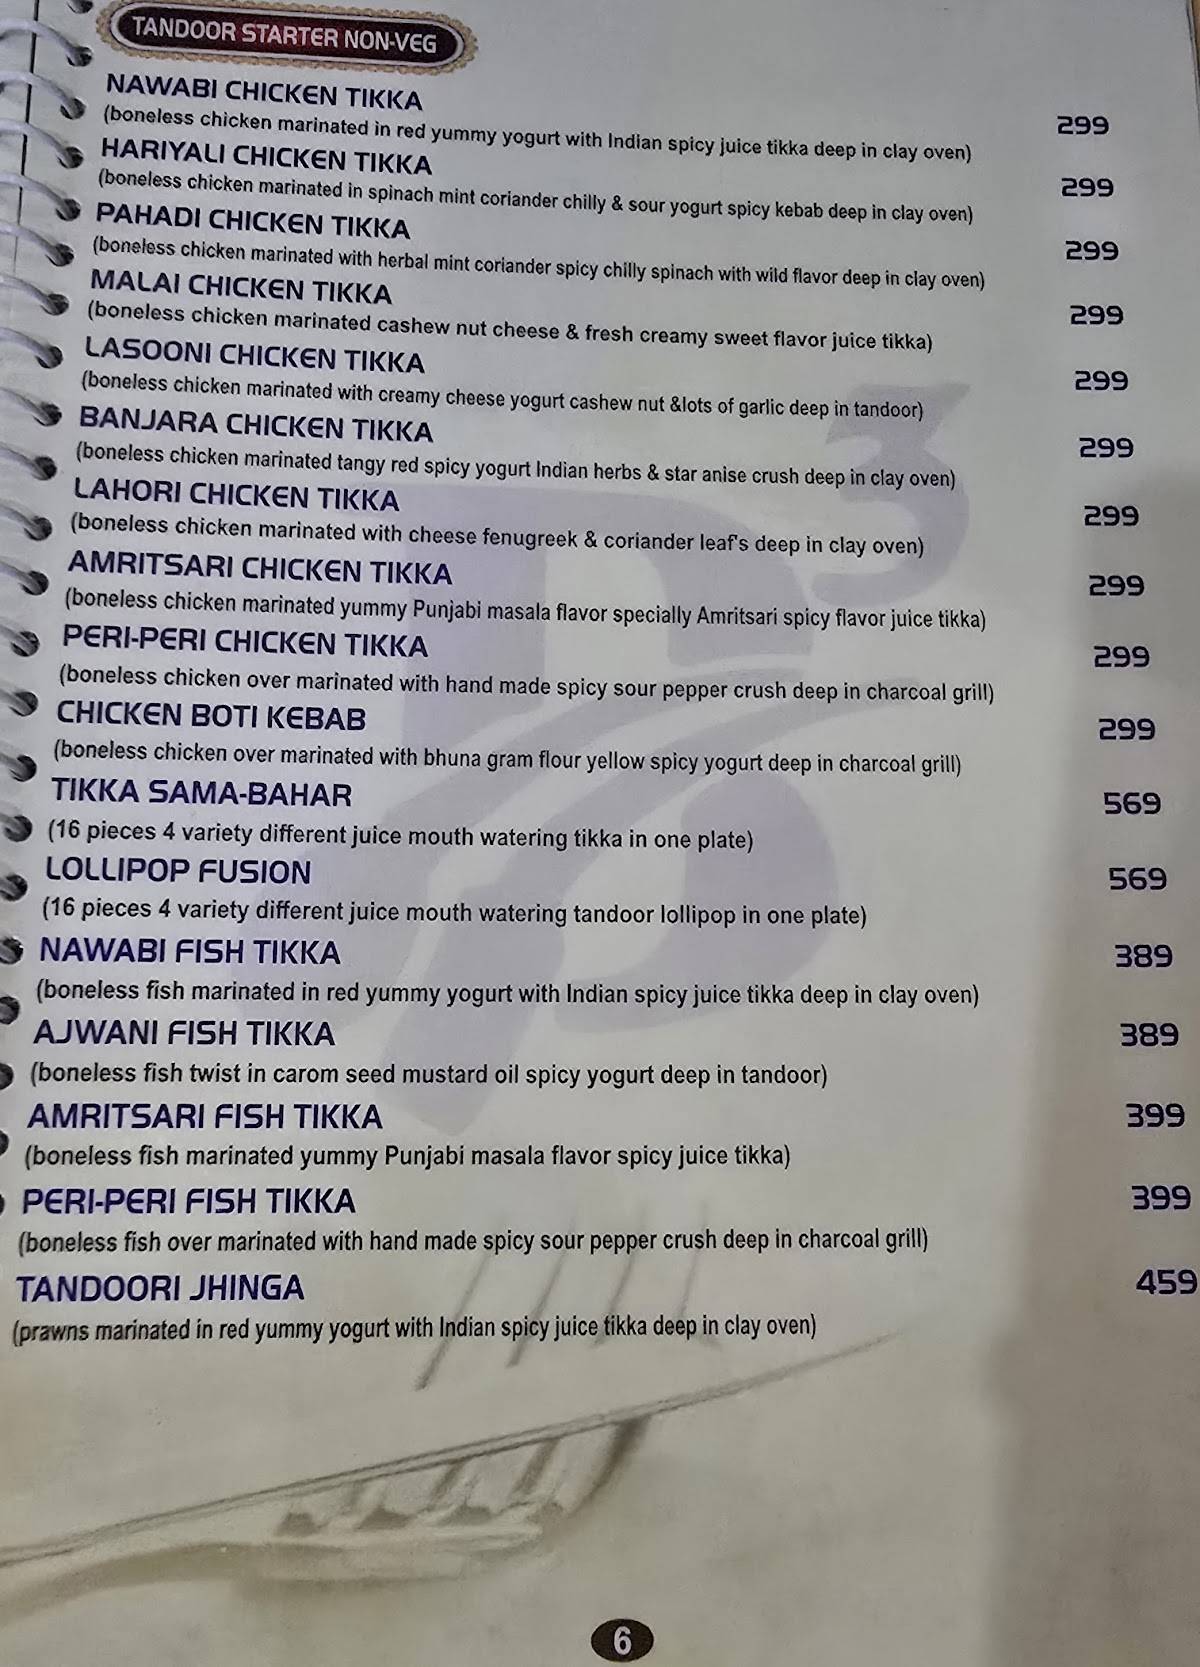 TANDOOR STARTER NON-VEG
NAWABI CHICKEN TIKKA 299
(boneless chicken marinated in red yummy yogurt with Indian spicy juice tikka deep in clay oven)
HARIYALI CHICKEN TIKKA 299
(boneless chicken marinated in spinach mint coriander chilly & sour yogurt spicy kebab deep in clay oven)
PAHADI CHICKEN TIKKA 299
(boneless chicken marinated with herbal mint coriander spicy chilly spinach with wild flavor deep in clay oven)
MALAI CHICKEN TIKKA 299
(boneless chicken marinated cashew nut cheese & fresh creamy sweet flavor juice tikka)
LASOONI CHICKEN TIKKA 299
(boneless chicken marinated with creamy cheese yogurt cashew nut &lots of garlic deep in tandoor)
BANJARA CHICKEN TIKKA 299
(boneless chicken marinated tangy red spicy yogurt Indian herbs & star anise crush deep in clay oven)
LAHORI CHICKEN TIKKA 299
(boneless chicken marinated with cheese fenugreek & coriander leaf's deep in clay oven)
AMRITSARI CHICKEN TIKKA 299
(boneless chicken marinated yummy Punjabi masala flavor specially Amritsari spicy flavor juice tikka)
PERI-PERI CHICKEN TIKKA 299
(boneless chicken over marinated with hand made spicy sour pepper crush deep in charcoal grill)
CHICKEN BOTI KEBAB 299
(boneless chicken over marinated with bhuna gram flour yellow spicy yogurt deep in charcoal grill)
TIKKA SAMA-BAHAR 569
(16 pieces 4 variety different juice mouth watering tikka in one plate)
LOLLIPOP FUSION 569
(16 pieces 4 variety different juice mouth watering tandoor lollipop in one plate)
NAWABI FISH TIKKA 389
(boneless fish marinated in red yummy yogurt with Indian spicy juice tikka deep in clay oven)
AJWANI FISH TIKKA 389
(boneless fish twist in carom seed mustard oil spicy yogurt deep in tandoor)
AMRITSARI FISH TIKKA 399
(boneless fish marinated yummy Punjabi masala flavor spicy juice tikka)
PERI-PERI FISH TIKKA 399
(boneless fish over marinated with hand made spicy sour pepper crush deep in charcoal grill)
TANDOORI JHINGA 459
(prawns marinated in red yummy yogurt with Indian spicy juice tikka deep in clay oven)
6